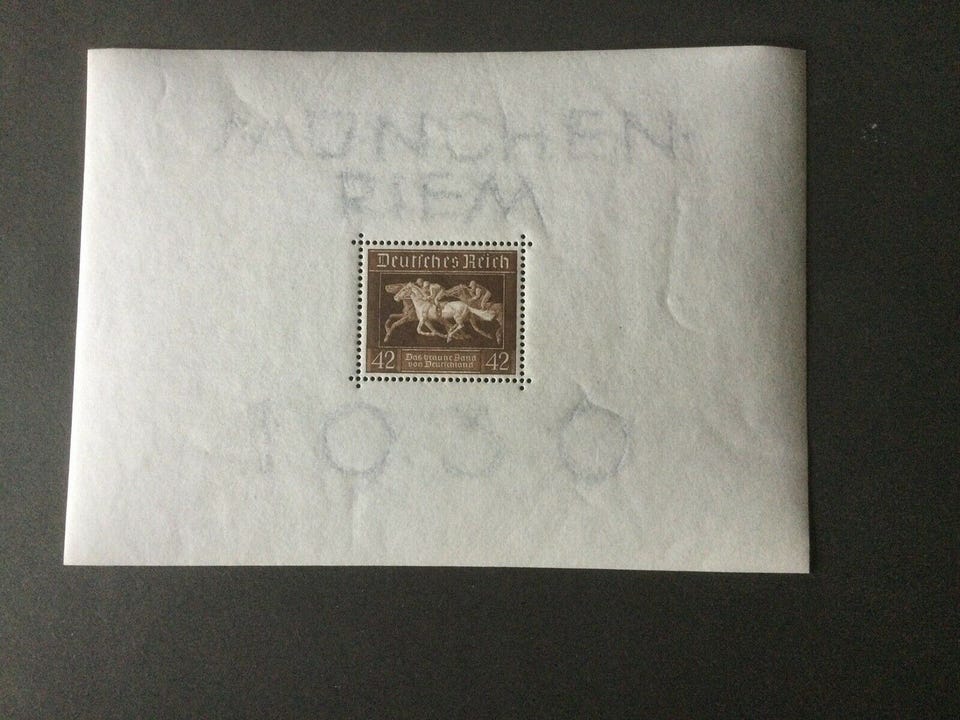 MÜNCHEN
RIEM
Deutsches Reich
42 Das braune Band 42
von Deutschland
1936